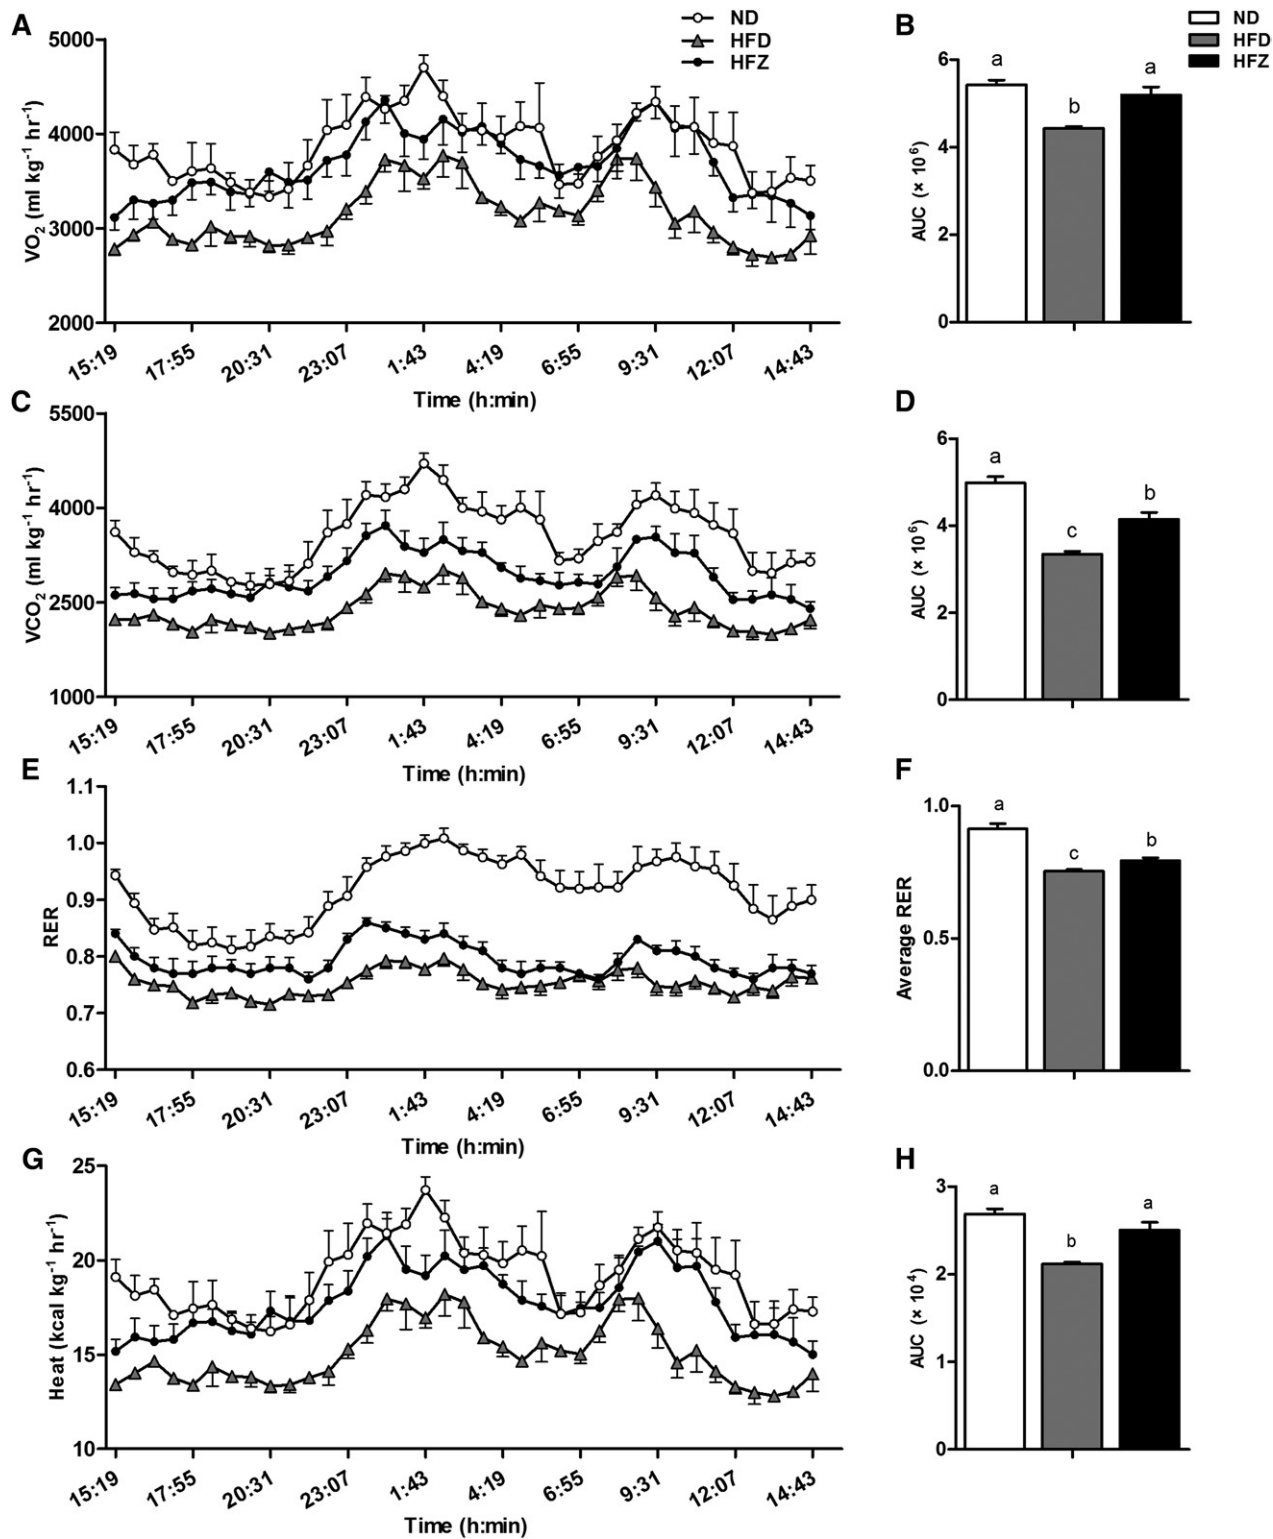 A
ND
HFD
HFZ
5000
4000
3000
2000
VO2 (ml kg-1 hr-1)
15:19 17:55 20:31 23:07 1:43 4:19 6:55 9:31 12:07 14:43
Time (h:min)
B
ND
HFD
HFZ
6
4
2
0
AUC (× 10^6)
a
b
a
C
5500
4000
2500
1000
VCO2 (ml kg-1 hr-1)
15:19 17:55 20:31 23:07 1:43 4:19 6:55 9:31 12:07 14:43
Time (h:min)
D
6
4
2
0
AUC (× 10^6)
a
c
b
E
1.1
1.0
0.9
0.8
0.7
0.6
RER
15:19 17:55 20:31 23:07 1:43 4:19 6:55 9:31 12:07 14:43
Time (h:min)
F
1.0
0.5
0.0
Average RER
a
c
b
G
25
20
15
10
Heat (kcal kg-1 hr-1)
15:19 17:55 20:31 23:07 1:43 4:19 6:55 9:31 12:07 14:43
Time (h:min)
H
3
2
1
0
AUC (× 10^4)
a
b
a